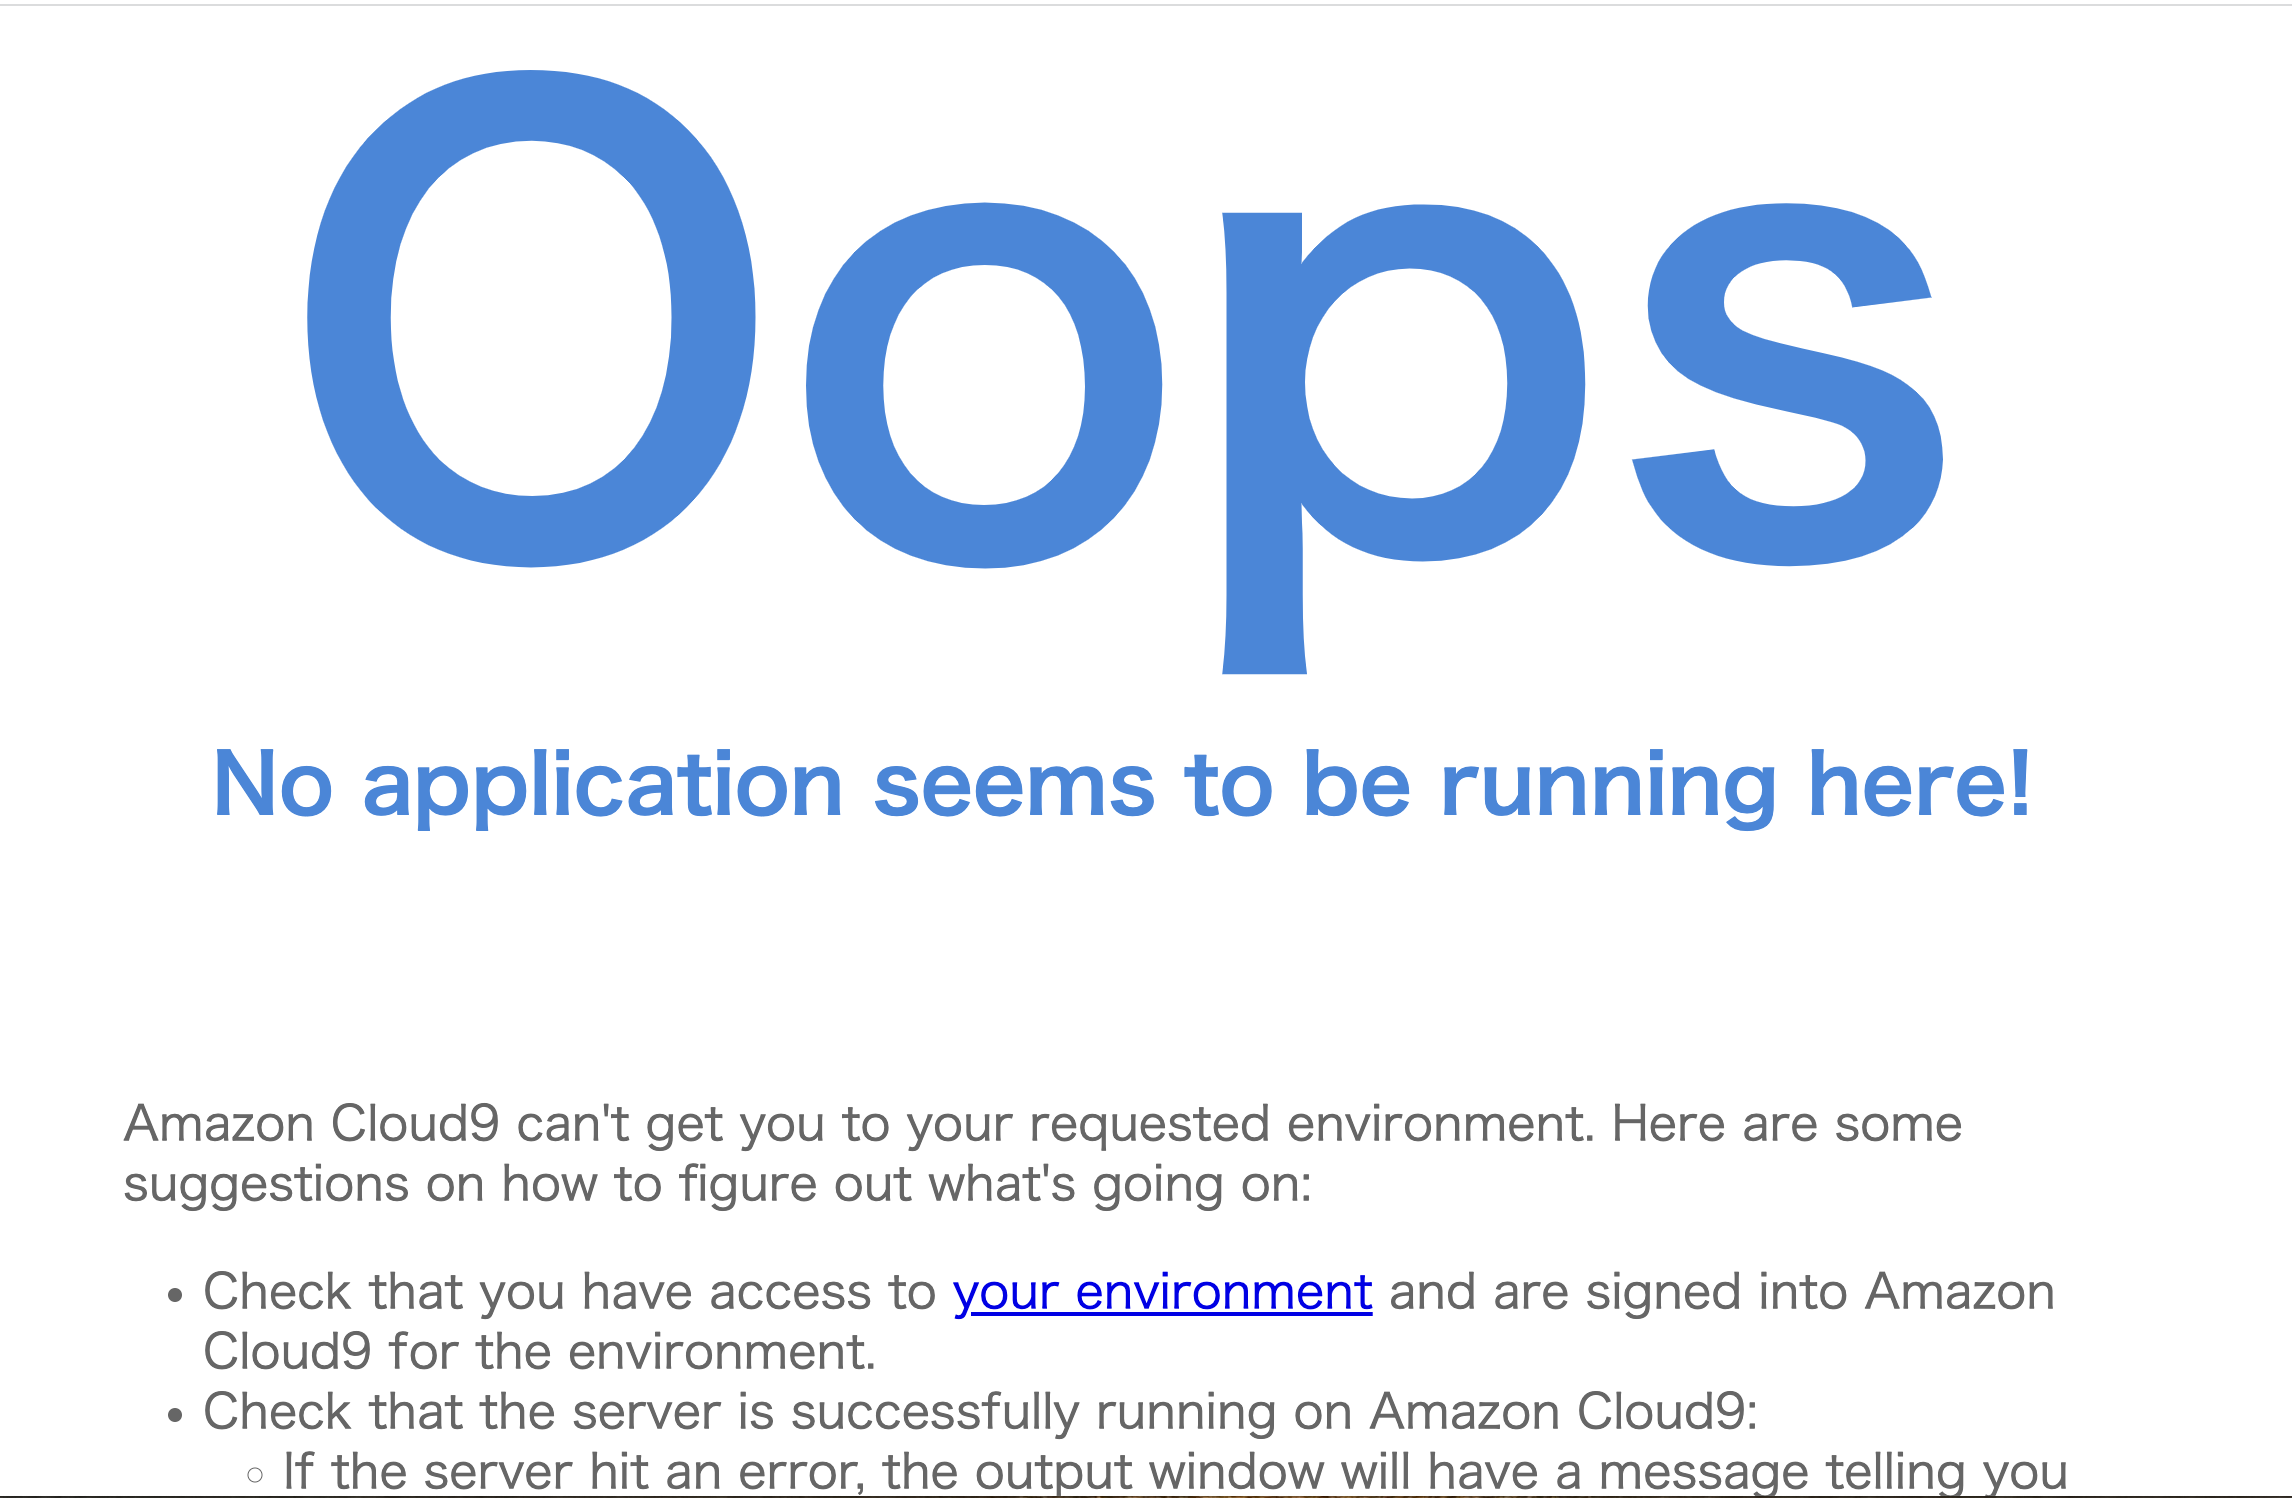 Oops
No application seems to be running here!
Amazon Cloud9 can't get you to your requested environment. Here are some
suggestions on how to figure out what's going on:
• Check that you have access to your environment and are signed into Amazon
Cloud9 for the environment.
• Check that the server is successfully running on Amazon Cloud9:
◦ If the server hit an error, the output window will have a message telling you